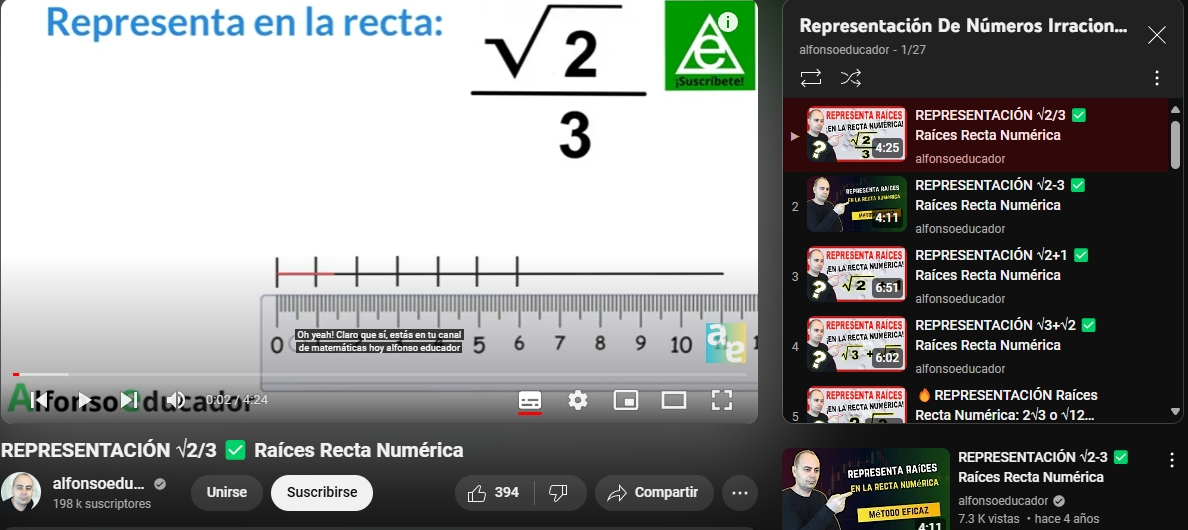 Representa en la recta:
√2
3
¡Suscríbete!
Oh yeah! Claro que sí, estás en tu canal
de matemáticas hoy alfonso educador
0 5 6 7 8 9 10
ae
AlfonsoEducador
0:02 / 4:24
REPRESENTACIÓN √2/3 ✅ Raíces Recta Numérica
alfonsoedu...
198 k suscriptores
Unirse
Suscribirse
394
Compartir
Representación De Números Irracion...
alfonsoeducador - 1/27
REPRESENTA RAÍCES
¡EN LA RECTA NUMÉRICA!
√2
3
?
4:25
REPRESENTACIÓN √2/3 ✅
Raíces Recta Numérica
alfonsoeducador
2
REPRESENTA RAÍCES
EN LA RECTA NUMÉRICA
4:11
REPRESENTACIÓN √2-3 ✅
Raíces Recta Numérica
alfonsoeducador
3
REPRESENTA RAÍCES
¡EN LA RECTA NUMÉRICA!
√2
?
6:51
REPRESENTACIÓN √2+1 ✅
Raíces Recta Numérica
alfonsoeducador
4
REPRESENTA RAÍCES
¡EN LA RECTA NUMÉRICA!
√3 +
?
6:02
REPRESENTACIÓN √3+√2 ✅
Raíces Recta Numérica
alfonsoeducador
5
REPRESENTA RAÍCES
¡EN LA RECTA NUMÉRICA!
🔥 REPRESENTACIÓN Raíces
Recta Numérica: 2√3 o √12...
REPRESENTA RAÍCES
EN LA RECTA NUMÉRICA
MÉTODO EFICAZ
4:11
REPRESENTACIÓN √2-3 ✅
Raíces Recta Numérica
alfonsoeducador
7.3 K vistas • hace 4 años